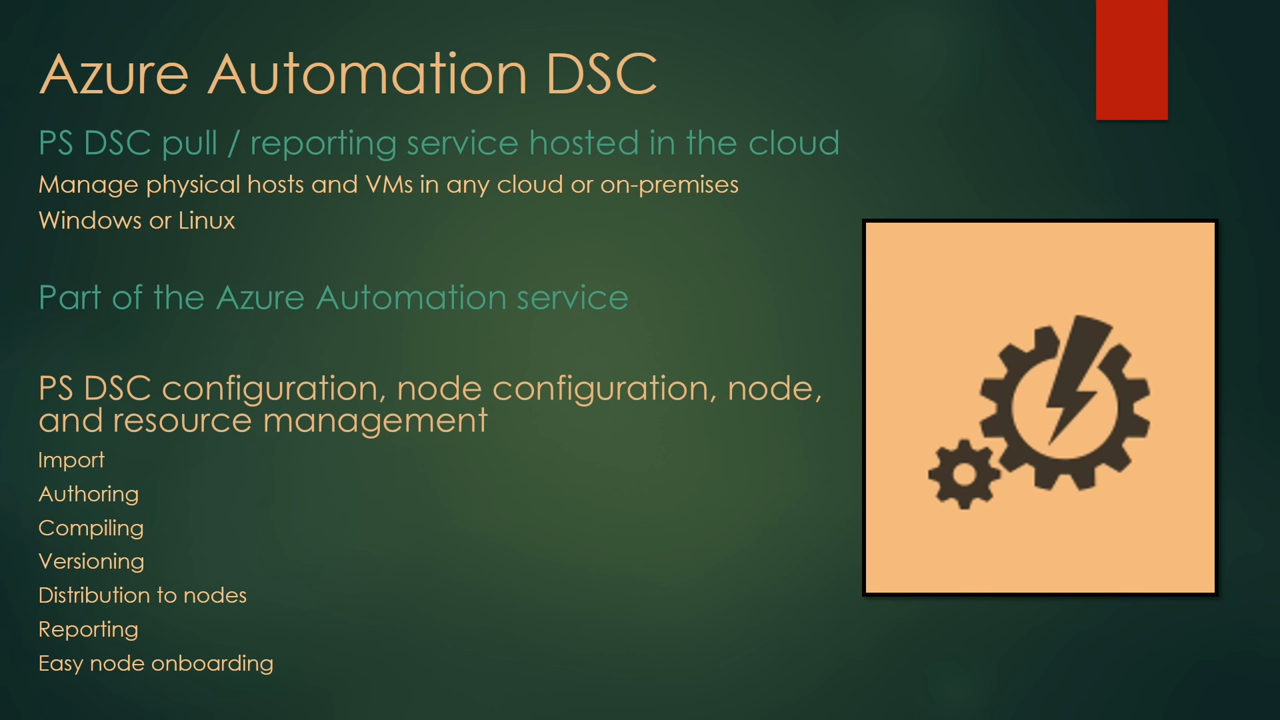 Azure Automation DSC
PS DSC pull / reporting service hosted in the cloud
Manage physical hosts and VMs in any cloud or on-premises
Windows or Linux
Part of the Azure Automation service
PS DSC configuration, node configuration, node,
and resource management
Import
Authoring
Compiling
Versioning
Distribution to nodes
Reporting
Easy node onboarding